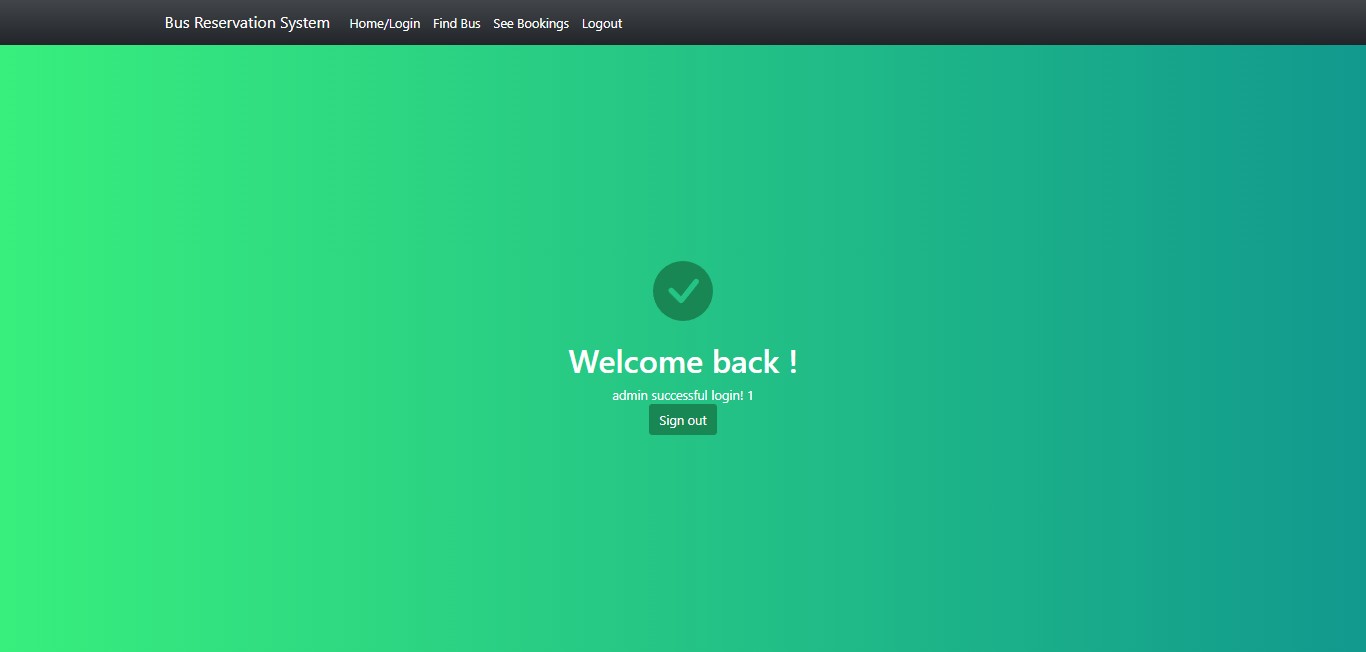 Bus Reservation System Home/Login Find Bus See Bookings Logout
Welcome back !
admin successful login! 1
Sign out